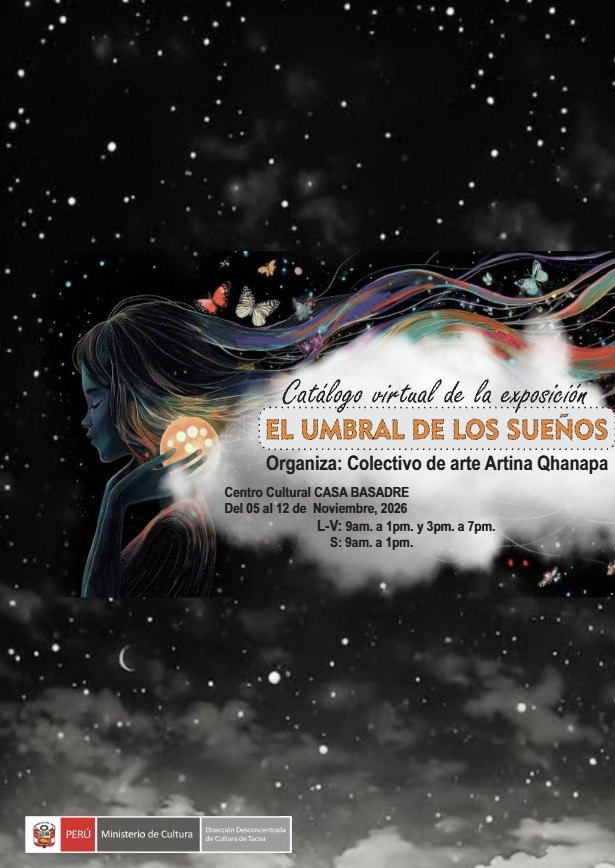 Catálogo virtual de la exposición
EL UMBRAL DE LOS SUEÑOS
Organiza: Colectivo de arte Artina Qhanapa
Centro Cultural CASA BASADRE
Del 05 al 12 de Noviembre, 2026
L-V: 9am. a 1pm. y 3pm. a 7pm.
S: 9am. a 1pm.
PERÚ
Ministerio de Cultura
Dirección Desconcentrada
de Cultura de Tacna